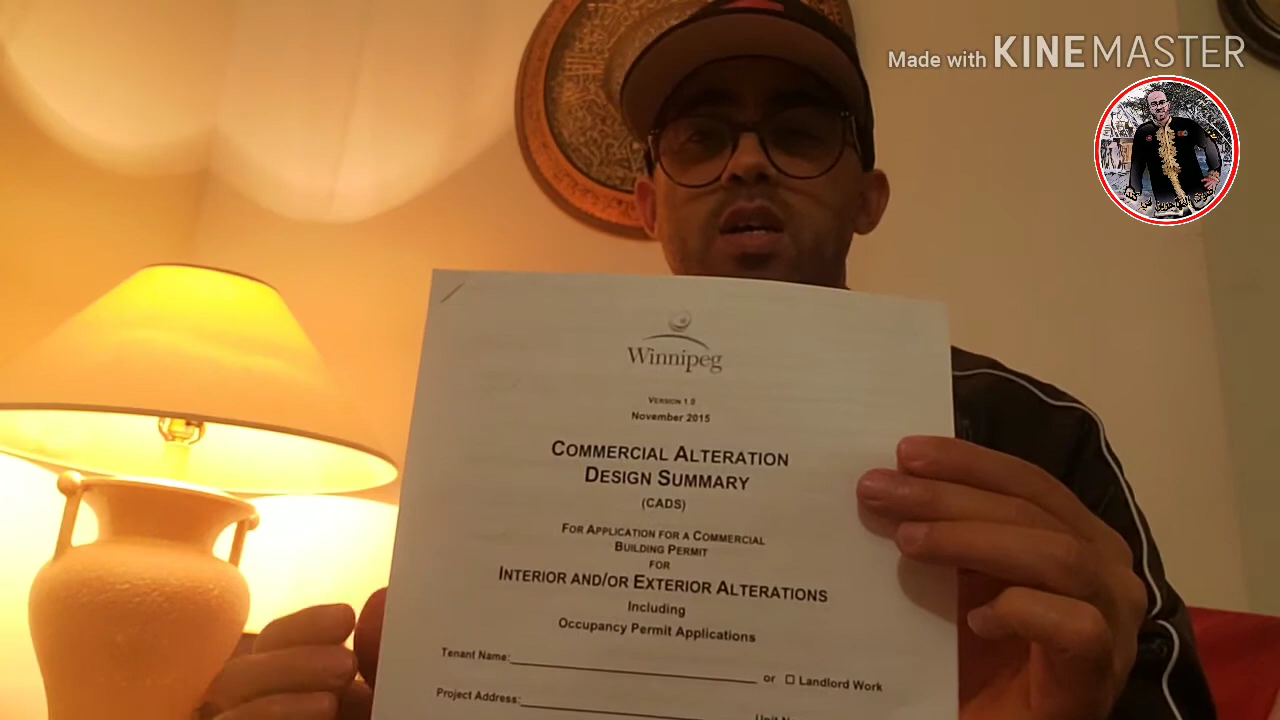 Made with KINEMASTER
Winnipeg
VERSION 1.0
November 2015
COMMERCIAL ALTERATION
DESIGN SUMMARY
(CADS)
FOR APPLICATION FOR A COMMERCIAL
BUILDING PERMIT
FOR
INTERIOR AND/OR EXTERIOR ALTERATIONS
Including
Occupancy Permit Applications
Tenant Name: or ☐ Landlord Work
Project Address: